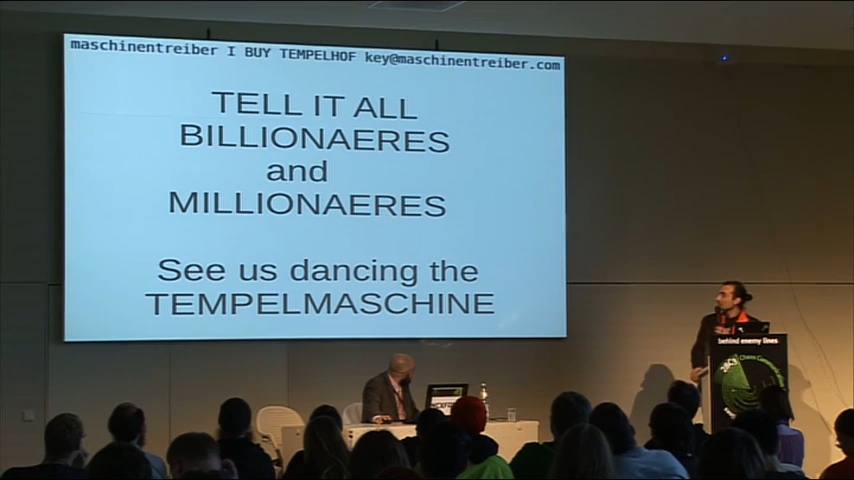 maschinentreiber I BUY TEMPELHOF key@maschinentreiber.com
TELL IT ALL
BILLIONAERES
and
MILLIONAERES
See us dancing the
TEMPELMASCHINE
behind enemy lines